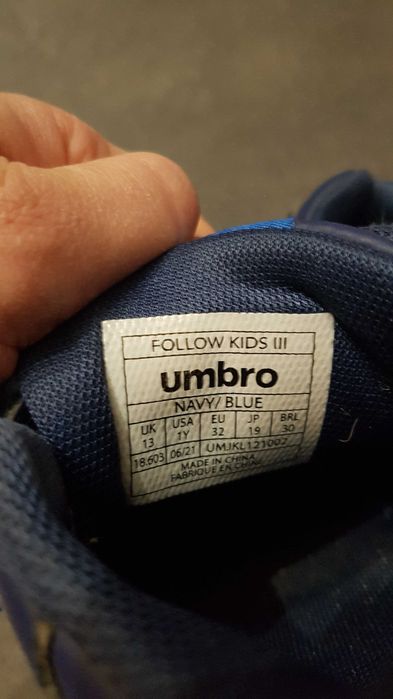 FOLLOW KIDS III
umbro
NAVY/ BLUE
UK USA EU JP BRL
13 1Y 32 19 30
18.603 06/21 UMJKL121002
MADE IN CHINA
FABRIQUE EN CHINE